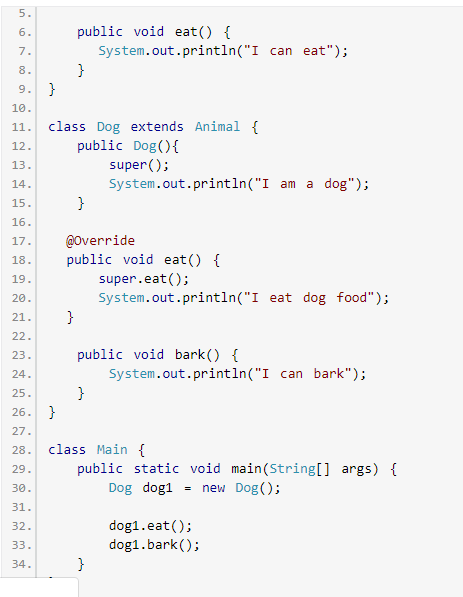 5.
6. public void eat() {
7. System.out.println("I can eat");
8. }
9. }
10.
11. class Dog extends Animal {
12. public Dog(){
13. super();
14. System.out.println("I am a dog");
15. }
16.
17. @Override
18. public void eat() {
19. super.eat();
20. System.out.println("I eat dog food");
21. }
22.
23. public void bark() {
24. System.out.println("I can bark");
25. }
26. }
27.
28. class Main {
29. public static void main(String[] args) {
30. Dog dog1 = new Dog();
31.
32. dog1.eat();
33. dog1.bark();
34. }